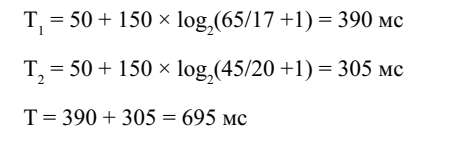 T₁ = 50 + 150 × log₂(65/17 +1) = 390 мс
T₂ = 50 + 150 × log₂(45/20 +1) = 305 мс
T = 390 + 305 = 695 мс